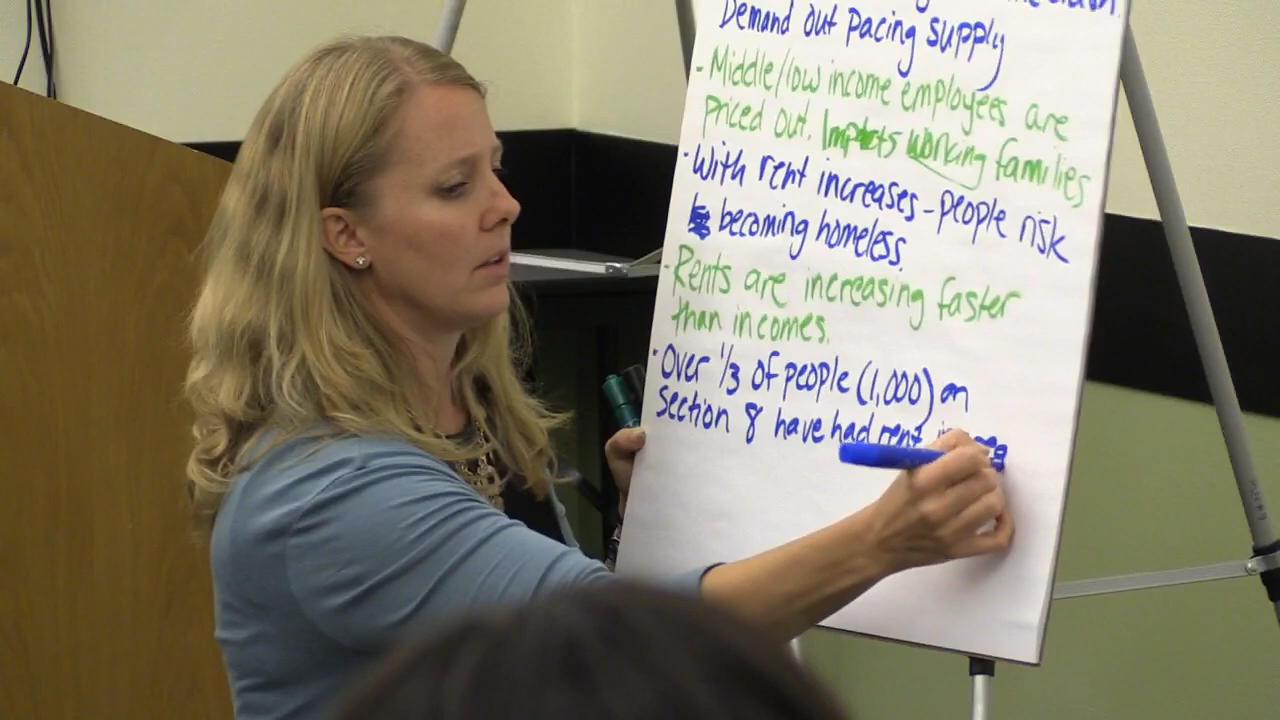 Demand out pacing supply
- Middle/low income employees are
priced out. Impacts working families
- With rent increases - people risk
becoming homeless.
- Rents are increasing faster
than incomes.
- Over 1/3 of people (1,000) on
Section 8 have had rent